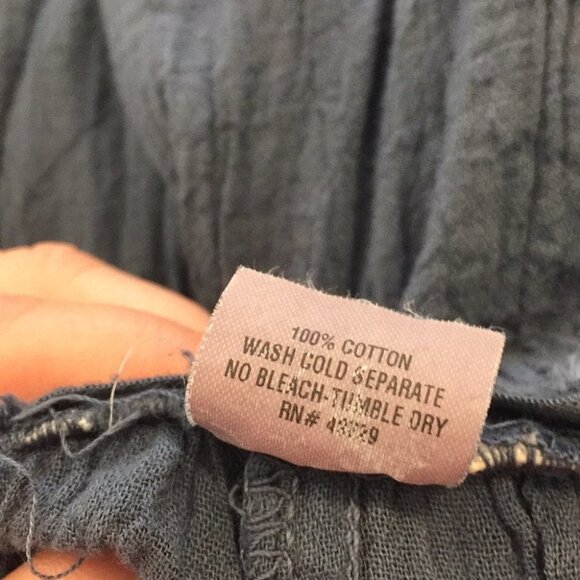 100% COTTON
WASH COLD SEPARATE
NO BLEACH-TUMBLE DRY
RN#